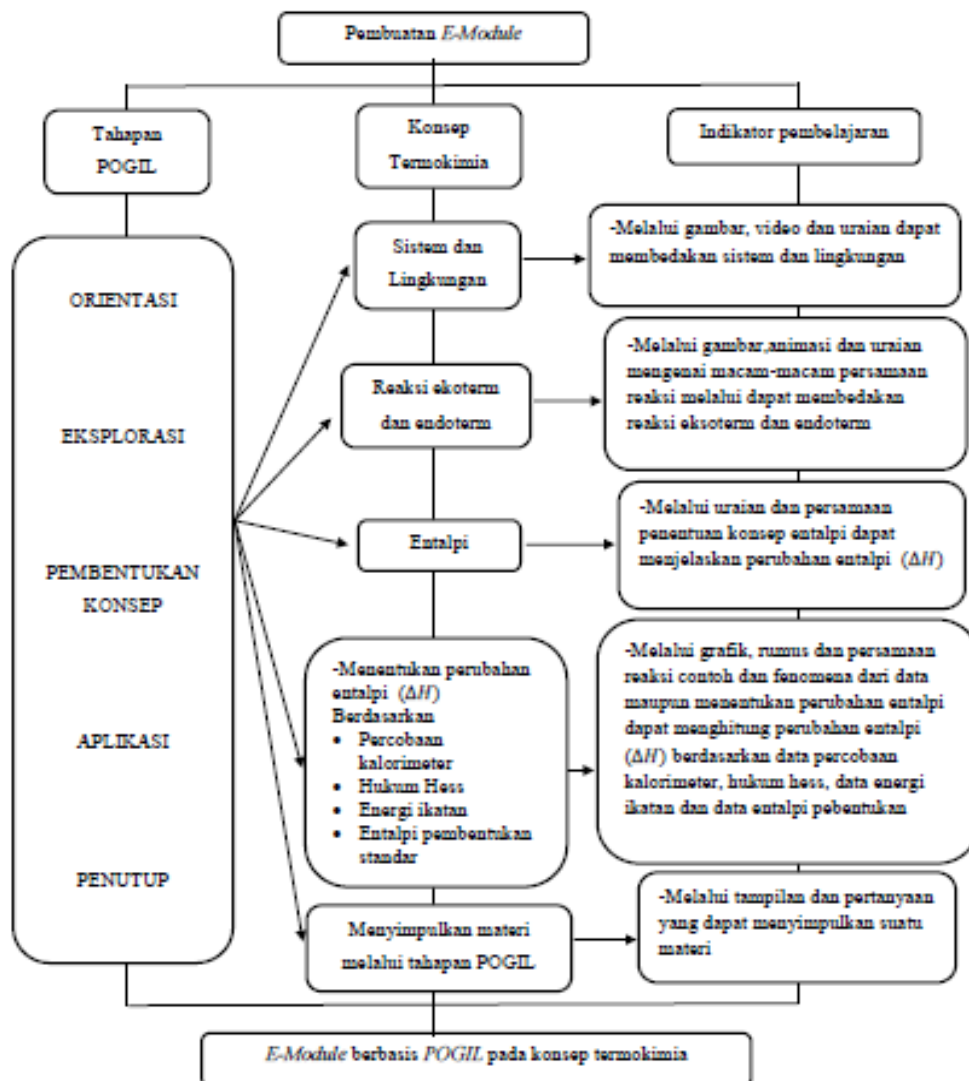 Pembuatan E-Module
Tahapan
POGIL
Konsep
Termokimia
Indikator pembelajaran
ORIENTASI
EKSPLORASI
PEMBENTUKAN
KONSEP
APLIKASI
PENUTUP
Sistem dan
Lingkungan
-Melalui gambar, video dan uraian dapat
membedakan sistem dan lingkungan
Reaksi ekoterm
dan endoterm
-Melalui gambar,animasi dan uraian
mengenai macam-macam persamaan
reaksi melalui dapat membedakan
reaksi eksoterm dan endoterm
Entalpi
-Melalui uraian dan persamaan
penentuan konsep entalpi dapat
menjelaskan perubahan entalpi (ΔH)
-Menentukan perubahan
entalpi (ΔH)
Berdasarkan
• Percobaan
kalorimeter
• Hukum Hess
• Energi ikatan
• Entalpi pembentukan
standar
-Melalui grafik, rumus dan persamaan
reaksi contoh dan fenomena dari data
maupun menentukan perubahan entalpi
dapat menghitung perubahan entalpi
(ΔH) berdasarkan data percobaan
kalorimeter, hukum hess, data energi
ikatan dan data entalpi pebentukan
Menyimpulkan materi
melalui tahapan POGIL
-Melalui tampilan dan pertanyaan
yang dapat menyimpulkan suatu
materi
E-Module berbasis POGIL pada konsep termokimia